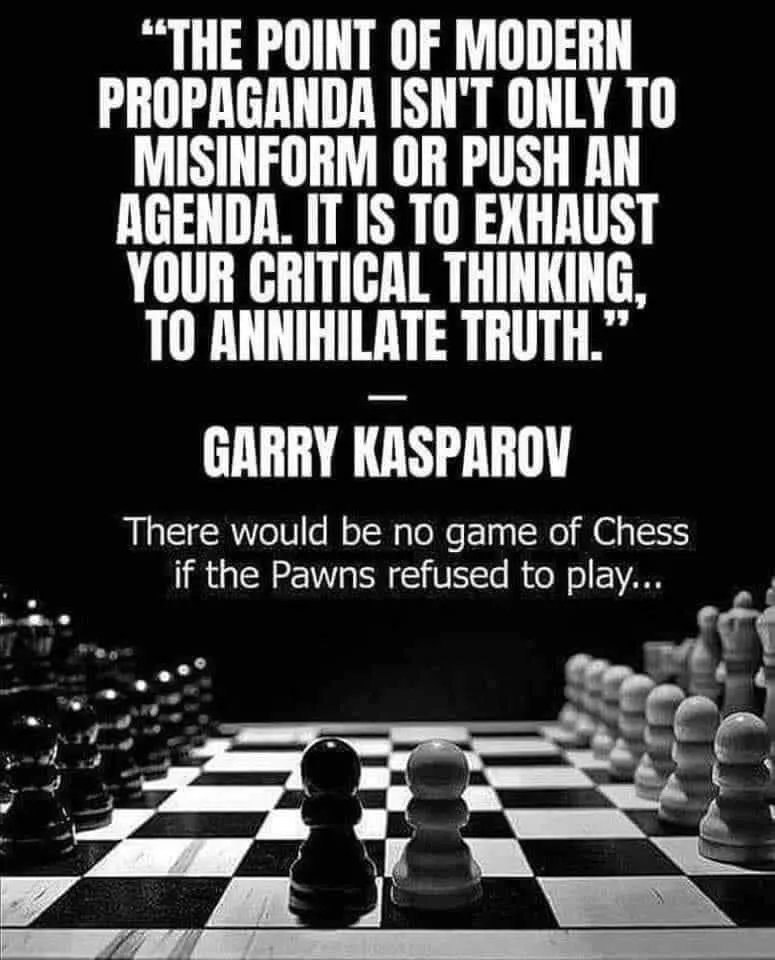 “THE POINT OF MODERN
PROPAGANDA ISN'T ONLY TO
MISINFORM OR PUSH AN
AGENDA. IT IS TO EXHAUST
YOUR CRITICAL THINKING,
TO ANNIHILATE TRUTH.”
—
GARRY KASPAROV
There would be no game of Chess
if the Pawns refused to play...